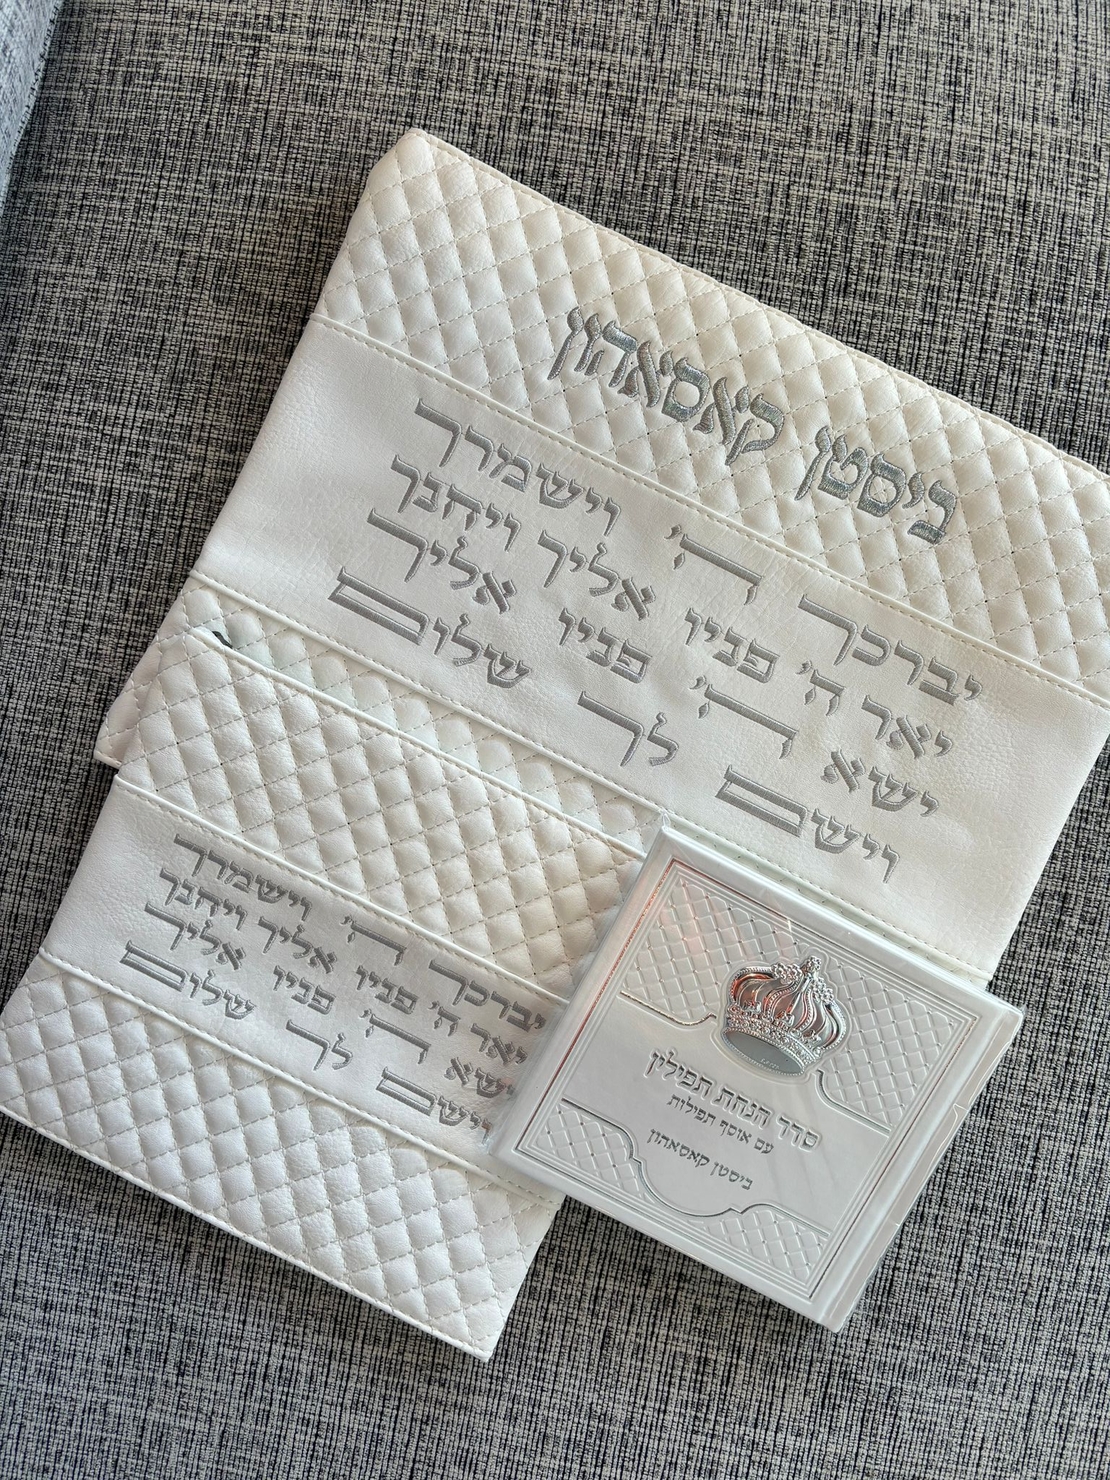 ביסטן קאסאהון
יברכך ה' וישמרך
יאר ה' פניו אליך ויחנך
ישא ה' פניו אליך
וישם לך שלום
יברכך ה' וישמרך
יאר ה' פניו אליך ויחנך
ישא ה' פניו אליך
וישם לך שלום
סדר הנחת תפילין
עם אוסף תפילות
ביסטן קאסאהון